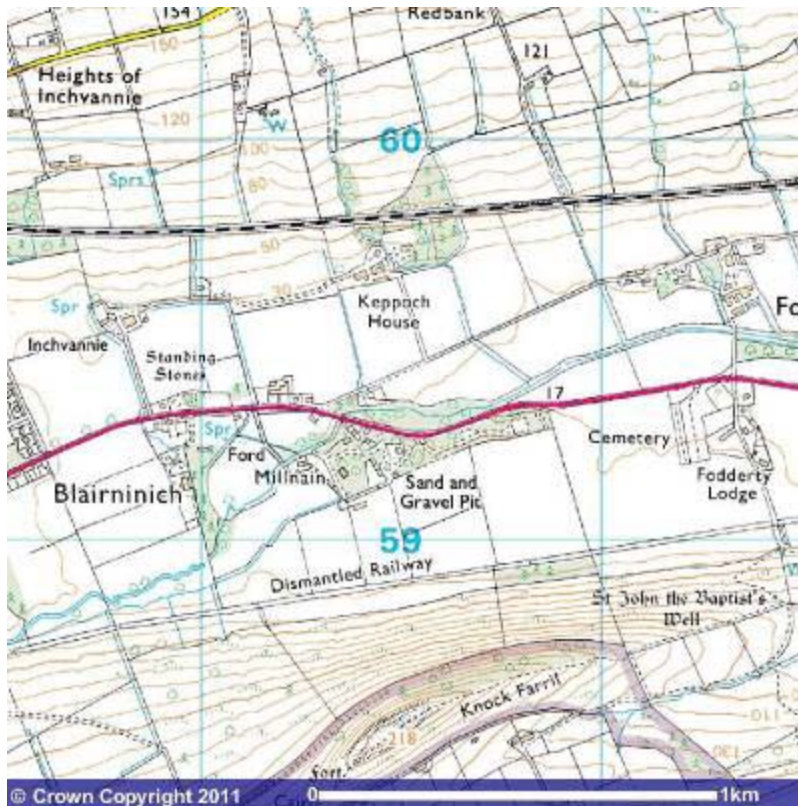 154
Redbank
150
121
Heights of
Inchvannie
120
W
60
100
Sprs
80
50
30
Keppoch
House
Spr
Inchvannie
Standing
Stones
17
Spr
Ford
Cemetery
Millnain
Blairninich
Sand and
Gravel Pit
Fodderty
Lodge
59
Dismantled Railway
St John the Baptist's
Well
Knock Farril
110
218
130
Fort
© Crown Copyright 2011
0
1km